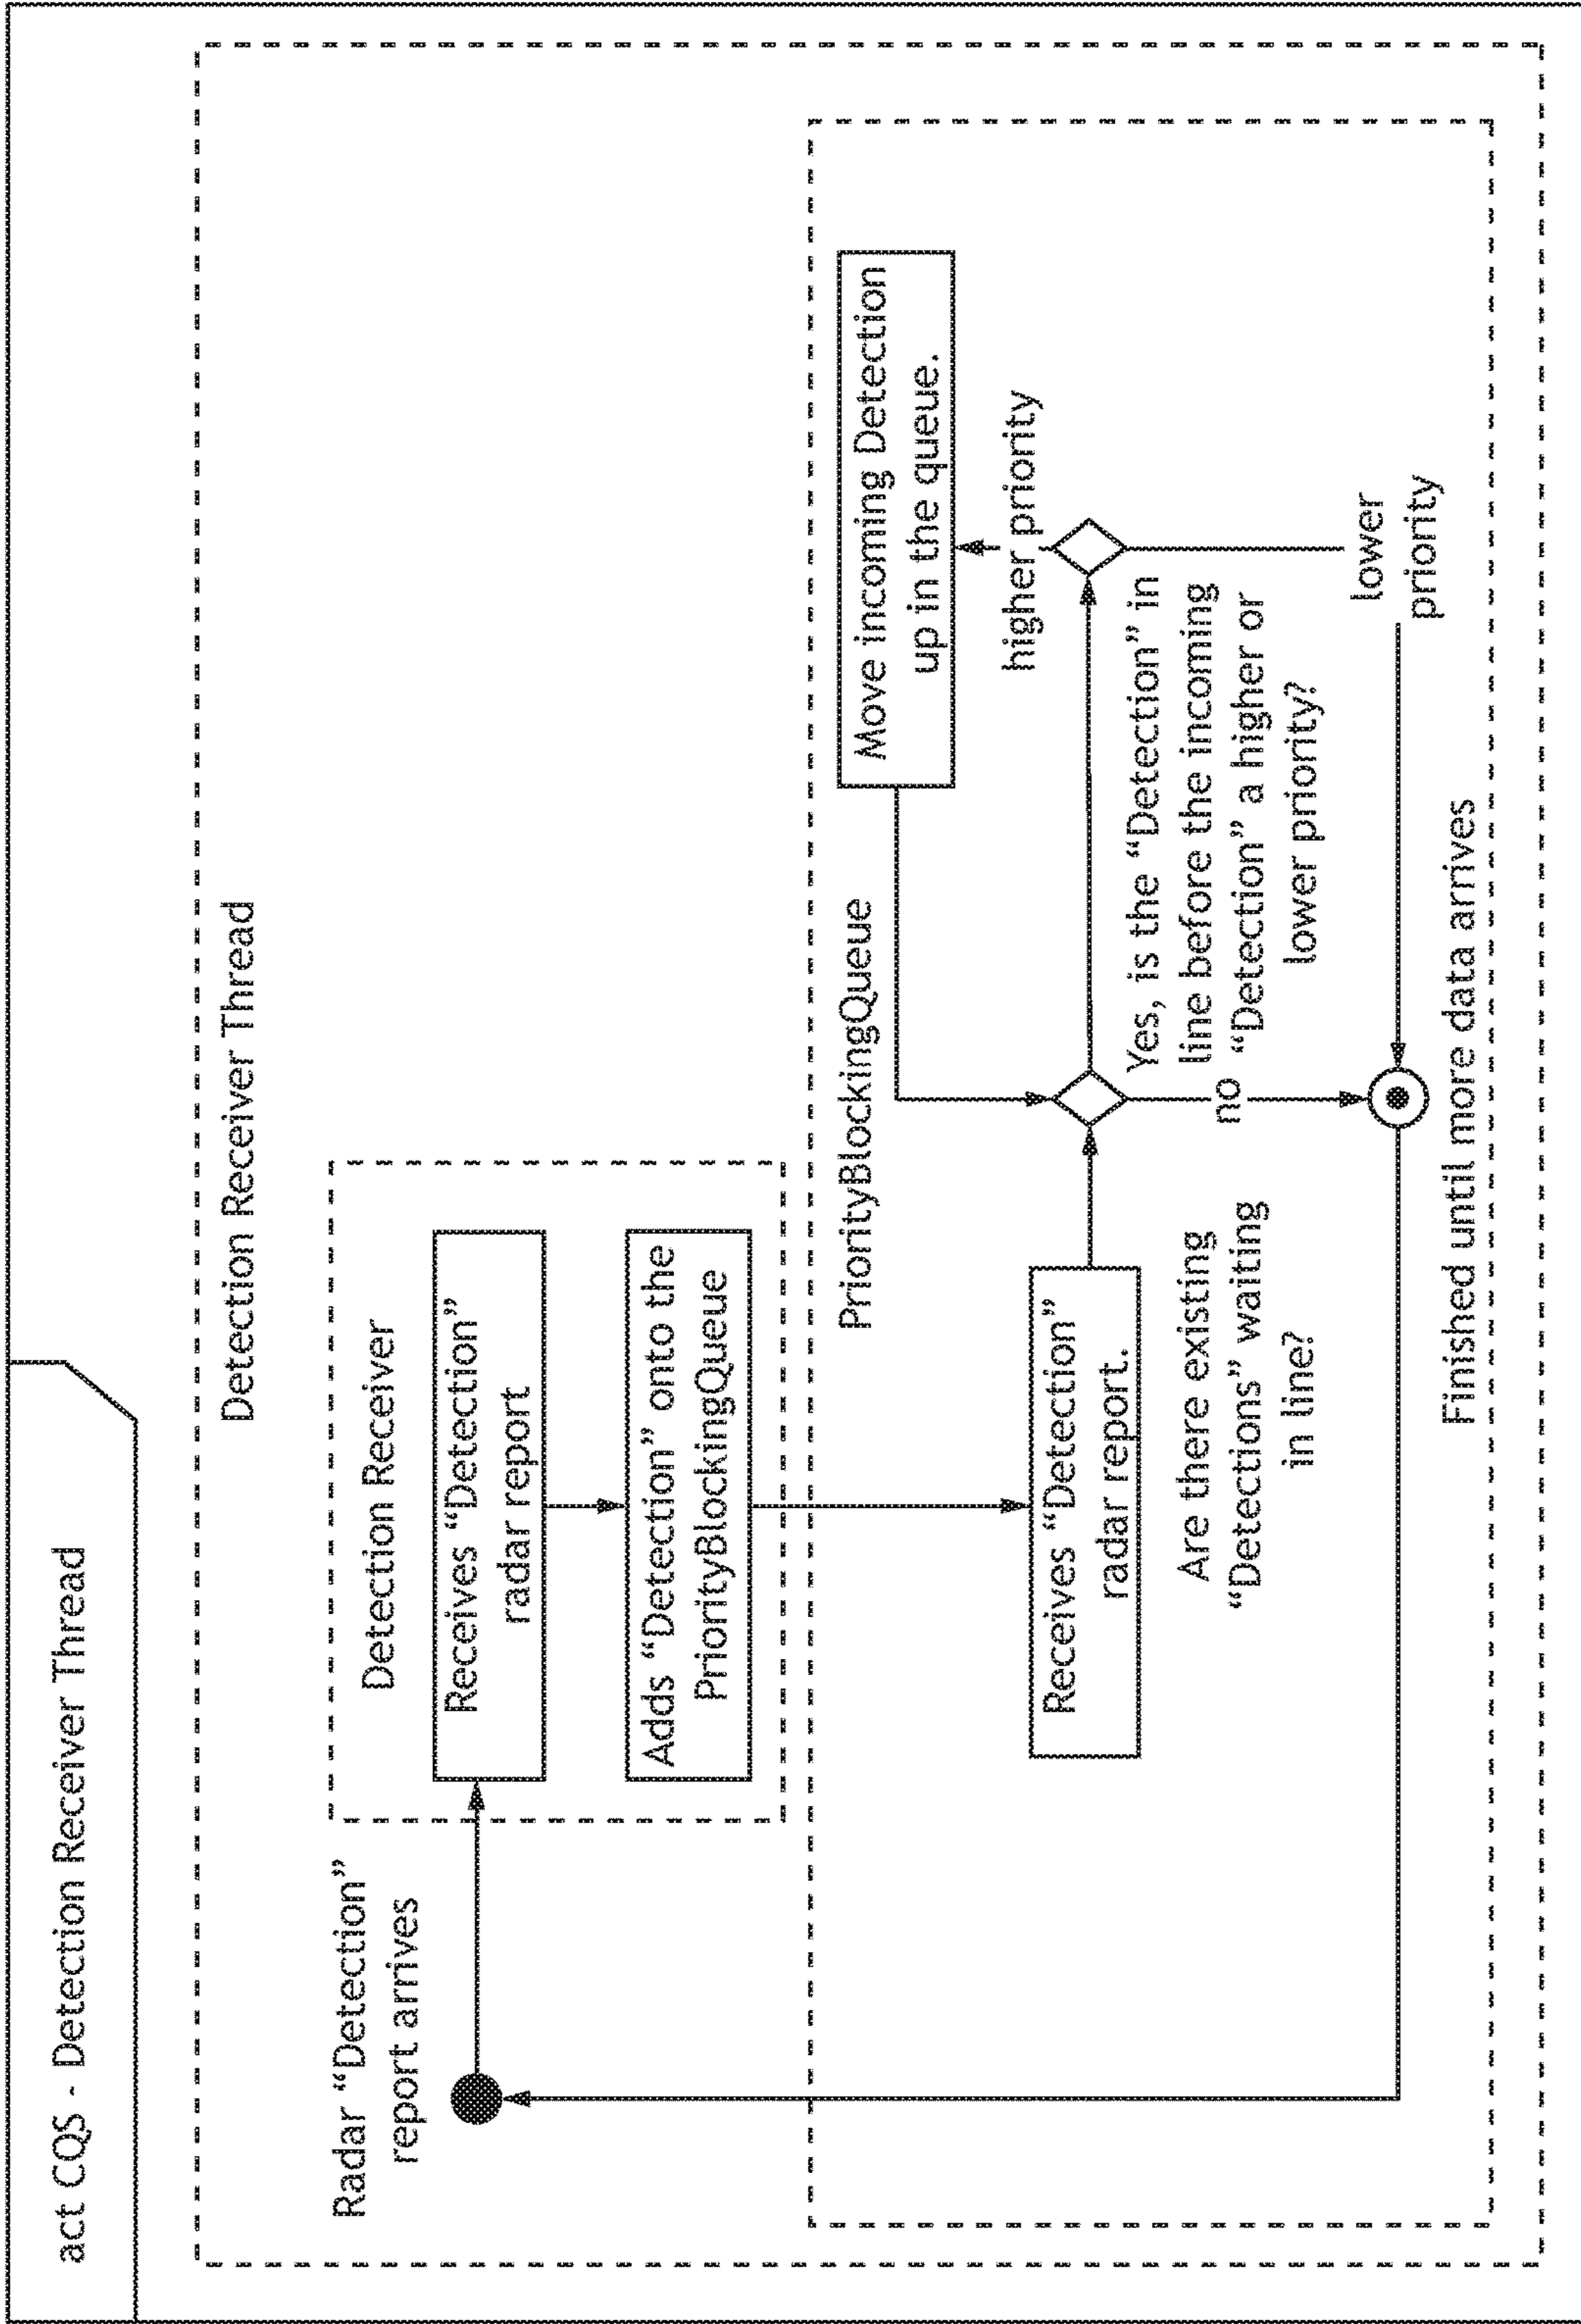 act CQS - Detection Receiver Thread
Detection Receiver Thread
Radar “Detection”
report arrives
Detection Receiver
Receives “Detection”
radar report
Adds “Detection” onto the
PriorityBlockingQueue
PriorityBlockingQueue
Receives “Detection”
radar report.
Are there existing
“Detections” waiting
in line?
Move incoming Detection
up in the queue.
higher priority
Yes, is the “Detection” in
line before the incoming
“Detection” a higher or
lower priority?
no
lower
priority
Finished until more data arrives